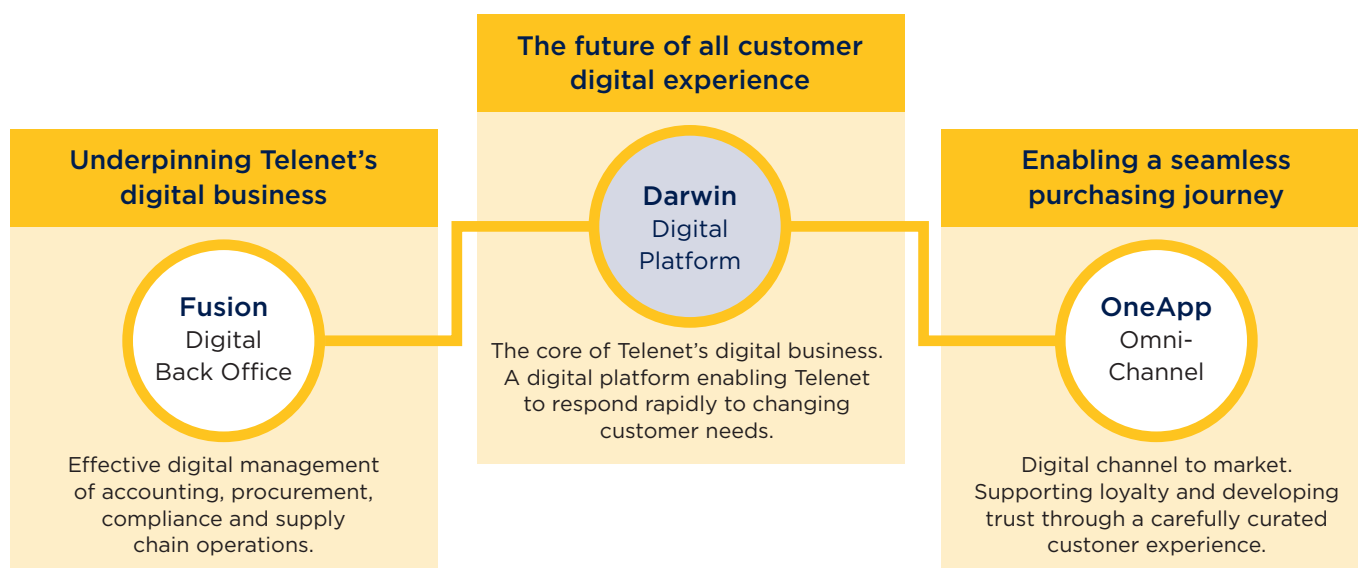 Underpinning Telenet’s
digital business
Fusion
Digital
Back Office
Effective digital management
of accounting, procurement,
compliance and supply
chain operations.
The future of all customer
digital experience
Darwin
Digital
Platform
The core of Telenet’s digital business.
A digital platform enabling Telenet
to respond rapidly to changing
customer needs.
Enabling a seamless
purchasing journey
OneApp
Omni-
Channel
Digital channel to market.
Supporting loyalty and developing
trust through a carefully curated
custoner experience.